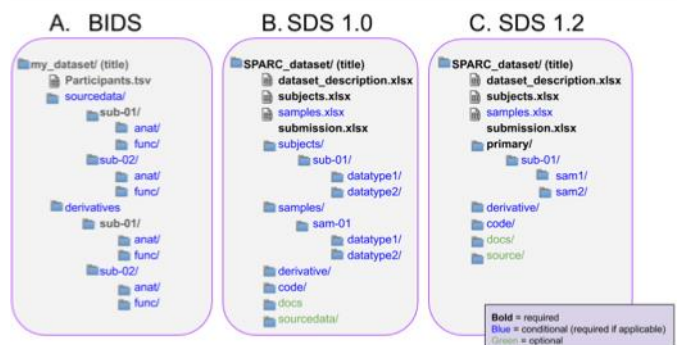 A. BIDS
my_dataset/ (title)
Participants.tsv
sourcedata/
sub-01/
anat/
func/
sub-02/
anat/
func/
derivatives
sub-01/
anat/
func/
sub-02/
anat/
func/
B. SDS 1.0
SPARC_dataset/ (title)
dataset_description.xlsx
subjects.xlsx
samples.xlsx
submission.xlsx
subjects/
sub-01/
datatype1/
datatype2/
samples/
sam-01
datatype1/
datatype2/
derivative/
code/
docs
sourcedata/
C. SDS 1.2
SPARC_dataset/ (title)
dataset_description.xlsx
subjects.xlsx
samples.xlsx
submission.xlsx
primary/
sub-01/
sam1/
sam2/
derivative/
code/
docs/
source/
Bold = required
Blue = conditional (required if applicable)
Green = optional